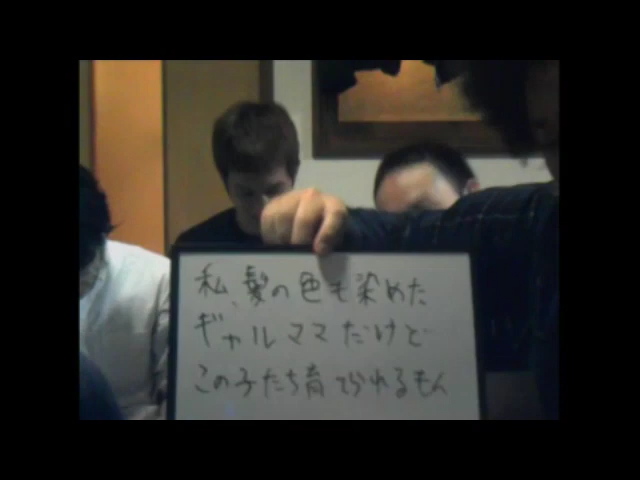 私、髪の色も染めた
ギャルママだけど
この子たち育てられるもん